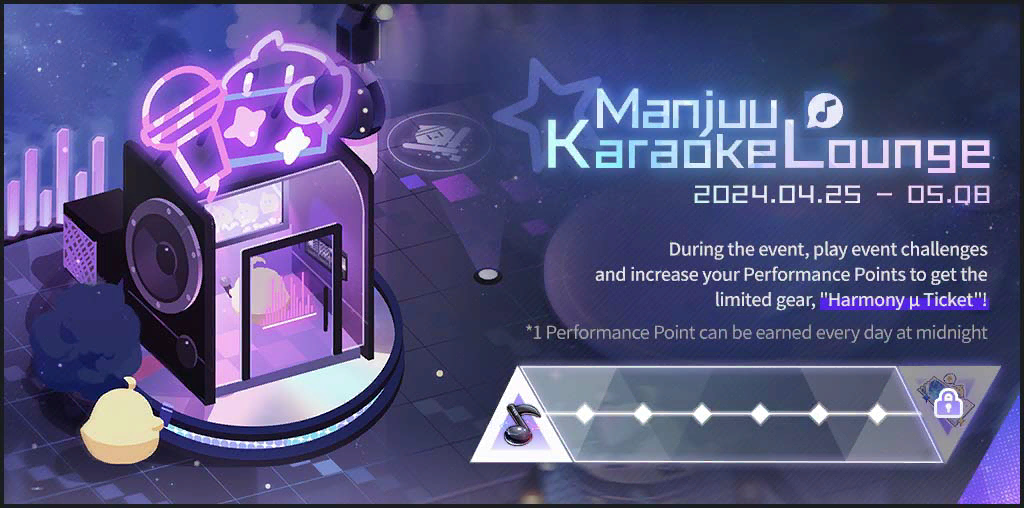 Manjuu
Karaoke Lounge
2024.04.25 – 05.08
During the event, play event challenges
and increase your Performance Points to get the
limited gear, "Harmony μ Ticket"!
*1 Performance Point can be earned every day at midnight